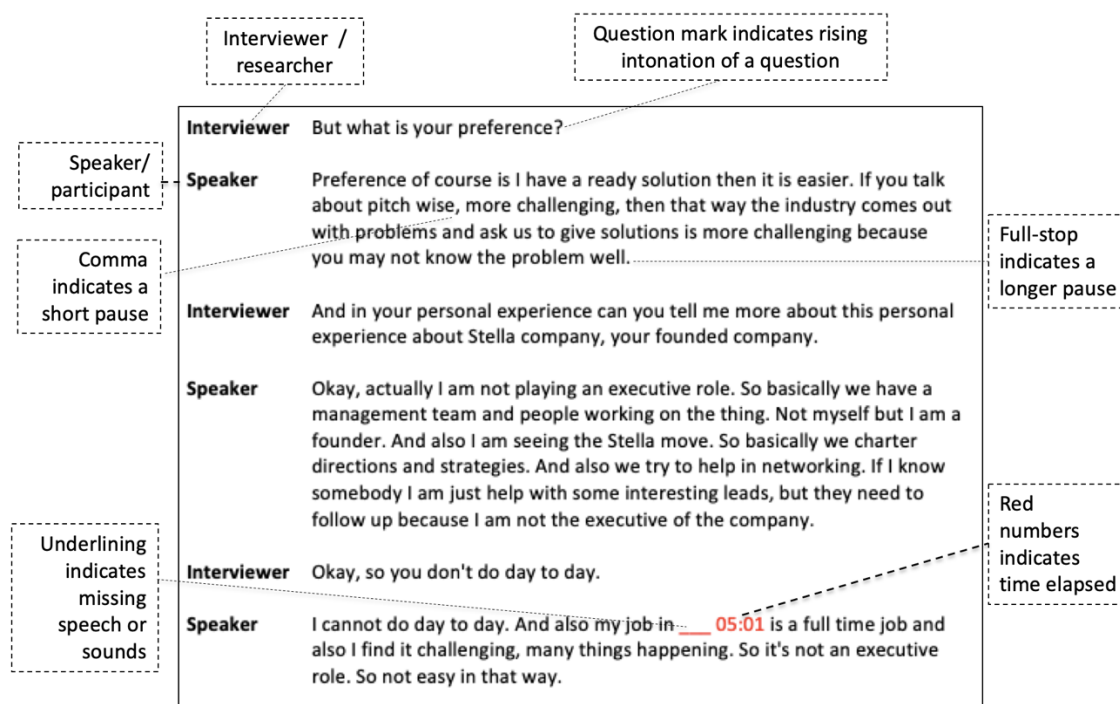 Interviewer /
researcher
Question mark indicates rising
intonation of a question
Speaker/
participant
Comma
indicates a
short pause
Underlining
indicates
missing
speech or
sounds
Interviewer But what is your preference?
Speaker Preference of course is I have a ready solution then it is easier. If you talk
about pitch wise, more challenging, then that way the industry comes out
with problems and ask us to give solutions is more challenging because
you may not know the problem well.
Interviewer And in your personal experience can you tell me more about this personal
experience about Stella company, your founded company.
Speaker Okay, actually I am not playing an executive role. So basically we have a
management team and people working on the thing. Not myself but I am a
founder. And also I am seeing the Stella move. So basically we charter
directions and strategies. And also we try to help in networking. If I know
somebody I am just help with some interesting leads, but they need to
follow up because I am not the executive of the company.
Interviewer Okay, so you don't do day to day.
Speaker I cannot do day to day. And also my job in ___ 05:01 is a full time job and
also I find it challenging, many things happening. So it's not an executive
role. So not easy in that way.
Full-stop
indicates a
longer pause
Red
numbers
indicates
time elapsed